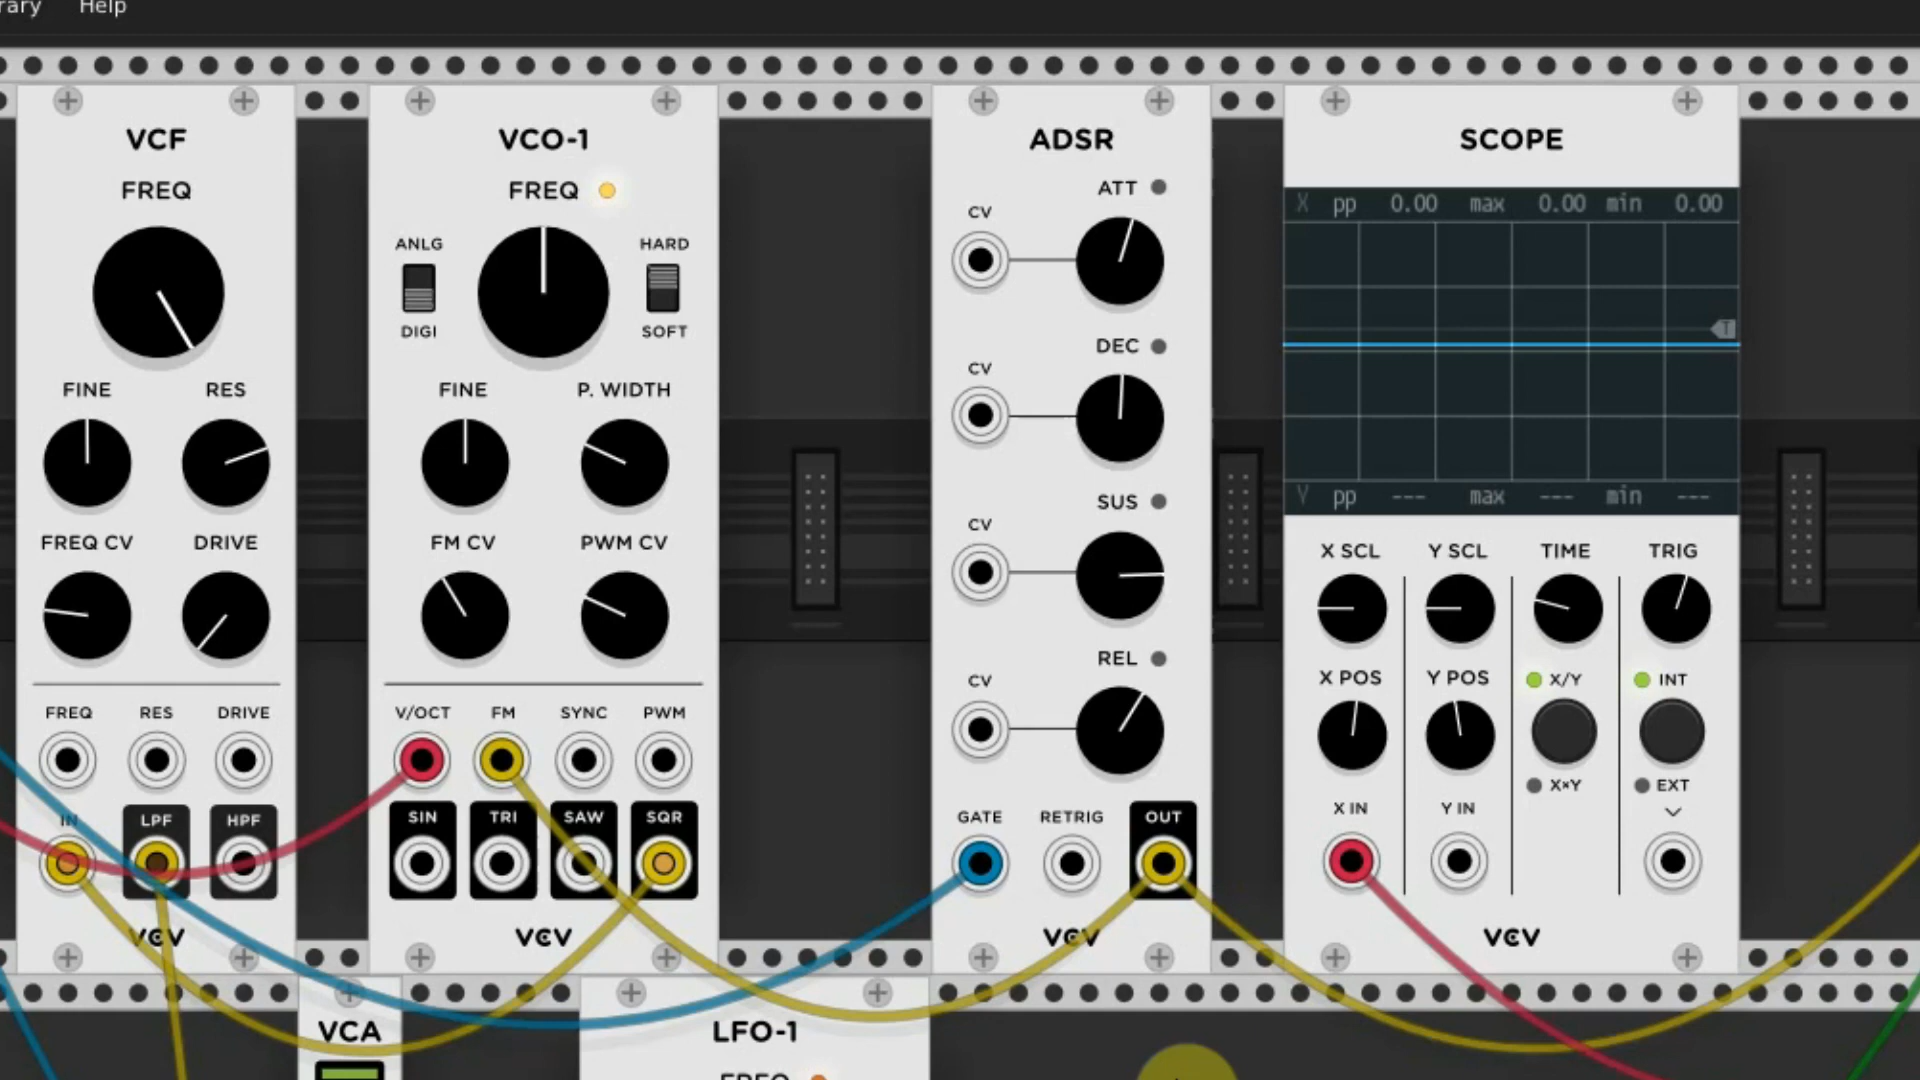 rary Help
VCF
FREQ
FINE RES
FREQ CV DRIVE
FREQ RES DRIVE
IN LPF HPF
VCV
VCO-1
FREQ
ANLG HARD
DIGI SOFT
FINE P. WIDTH
FM CV PWM CV
V/OCT FM SYNC PWM
SIN TRI SAW SQR
VCV
ADSR
ATT
CV
DEC
CV
SUS
CV
REL
CV
GATE RETRIG OUT
VCV
SCOPE
X pp 0.00 max 0.00 min 0.00
T
Y pp --- max --- min ---
X SCL Y SCL TIME TRIG
X POS Y POS X/Y INT
X×Y EXT
X IN Y IN
VCV
VCA
LFO-1
FREQ